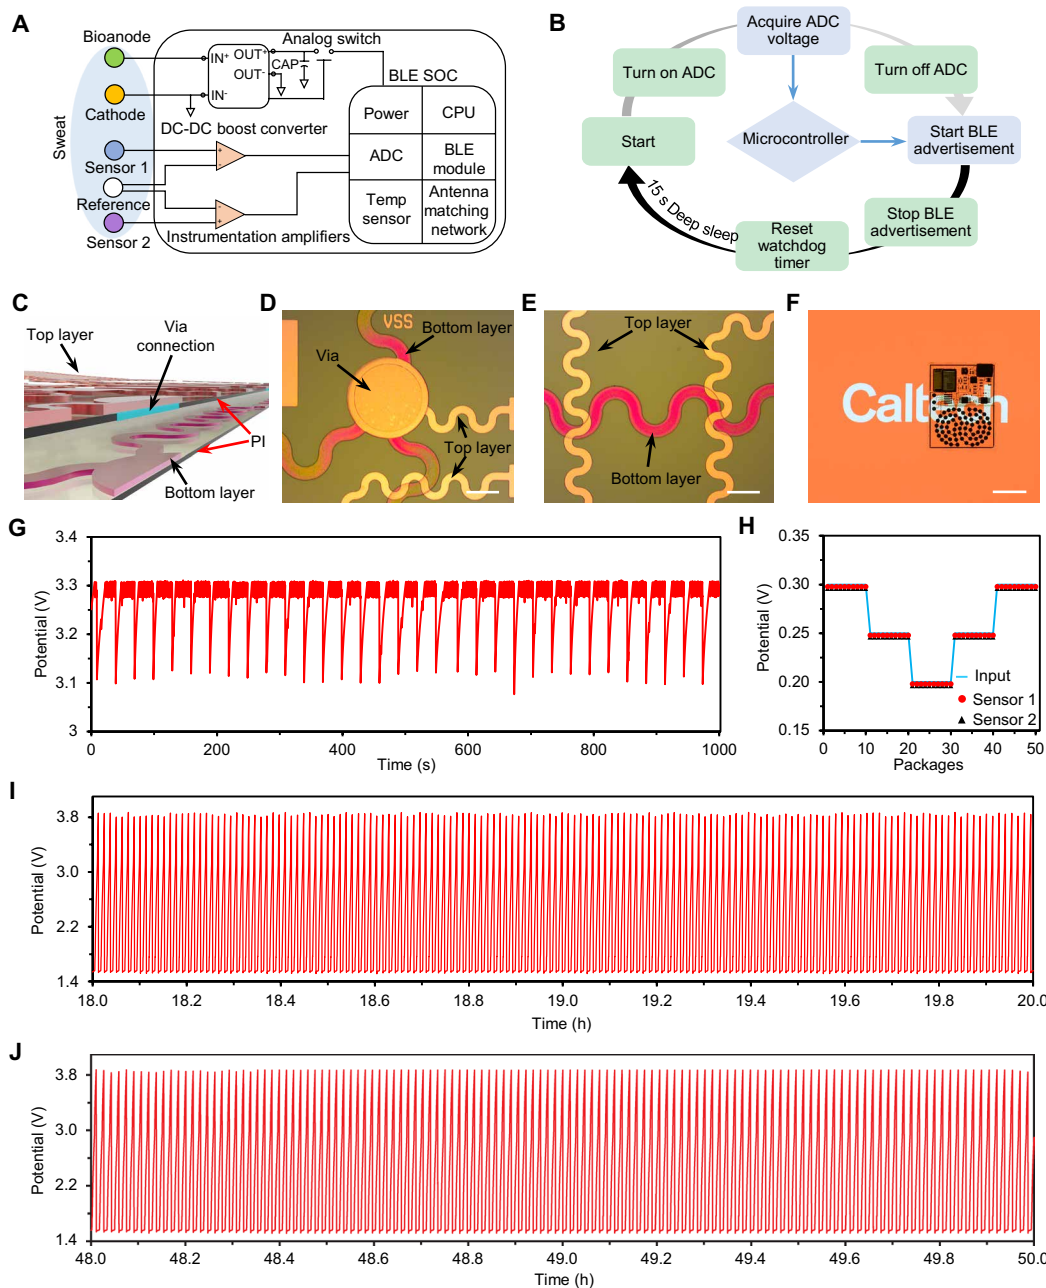 A
Bioanode
Cathode
Sweat
Sensor 1
Reference
Sensor 2
IN+
IN-
OUT+
OUT-
CAP
Analog switch
BLE SOC
DC-DC boost converter
Instrumentation amplifiers
Power
CPU
ADC
BLE
module
Temp
sensor
Antenna
matching
network
B
Acquire ADC
voltage
Turn on ADC
Turn off ADC
Start
Microcontroller
Start BLE
advertisement
15 s Deep sleep
Reset
watchdog
timer
Stop BLE
advertisement
C
Top layer
Via
connection
PI
Bottom layer
D
VSS
Bottom layer
Via
Top layer
E
Top layer
Bottom layer
F
Caltech
G
Potential (V)
3.4
3.3
3.2
3.1
3
0
200
400
600
800
1000
Time (s)
H
Potential (V)
0.35
0.30
0.25
0.20
0.15
Input
Sensor 1
Sensor 2
0
10
20
30
40
50
Packages
I
Potential (V)
3.8
3.0
2.2
1.4
18.0
18.2
18.4
18.6
18.8
19.0
19.2
19.4
19.6
19.8
20.0
Time (h)
J
Potential (V)
3.8
3.0
2.2
1.4
48.0
48.2
48.4
48.6
48.8
49.0
49.2
49.4
49.6
49.8
50.0
Time (h)